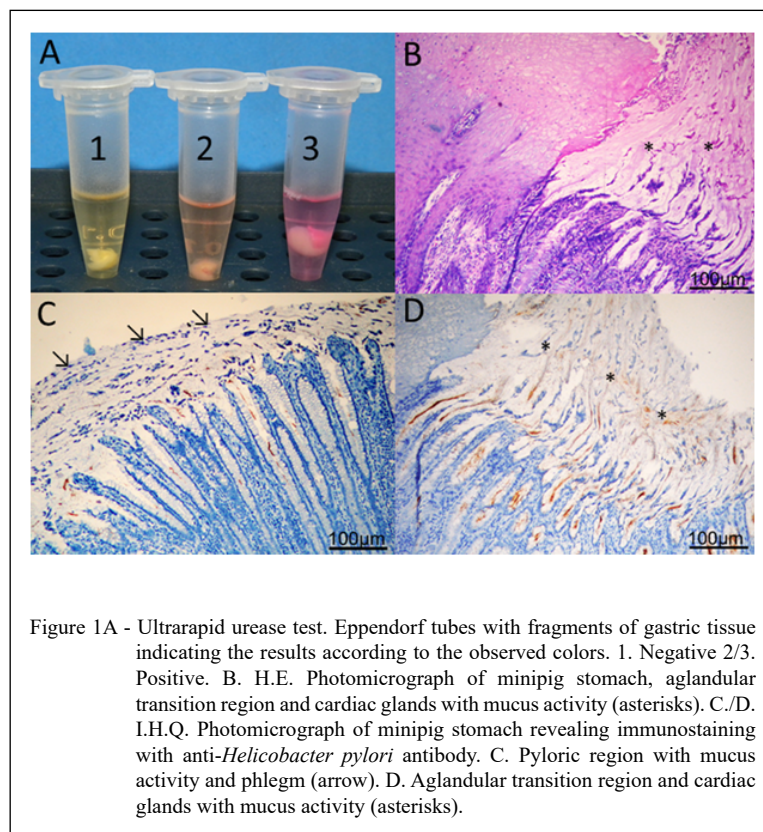 A
B
1
2
3
*
*
100µm
C
D
*
*
*
100µm
100µm
Figure 1A - Ultrarapid urease test. Eppendorf tubes with fragments of gastric tissue
indicating the results according to the observed colors. 1. Negative 2/3.
Positive. B. H.E. Photomicrograph of minipig stomach, aglandular
transition region and cardiac glands with mucus activity (asterisks). C./D.
I.H.Q. Photomicrograph of minipig stomach revealing immunostaining
with anti-Helicobacter pylori antibody. C. Pyloric region with mucus
activity and phlegm (arrow). D. Aglandular transition region and cardiac
glands with mucus activity (asterisks).